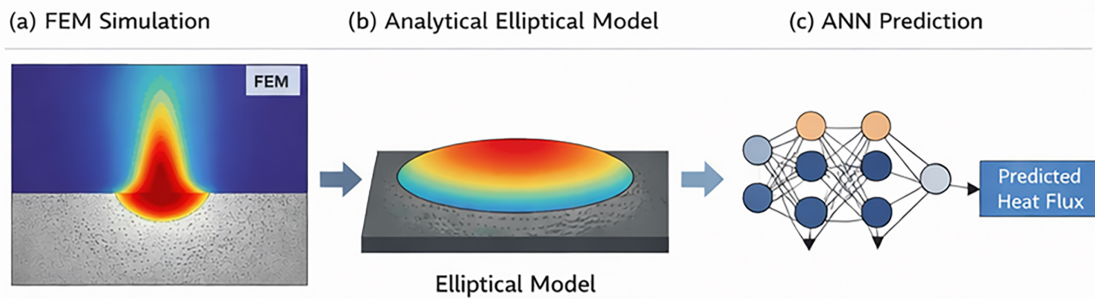 (a) FEM Simulation
(b) Analytical Elliptical Model
(c) ANN Prediction
FEM
Predicted
Heat Flux
Elliptical Model